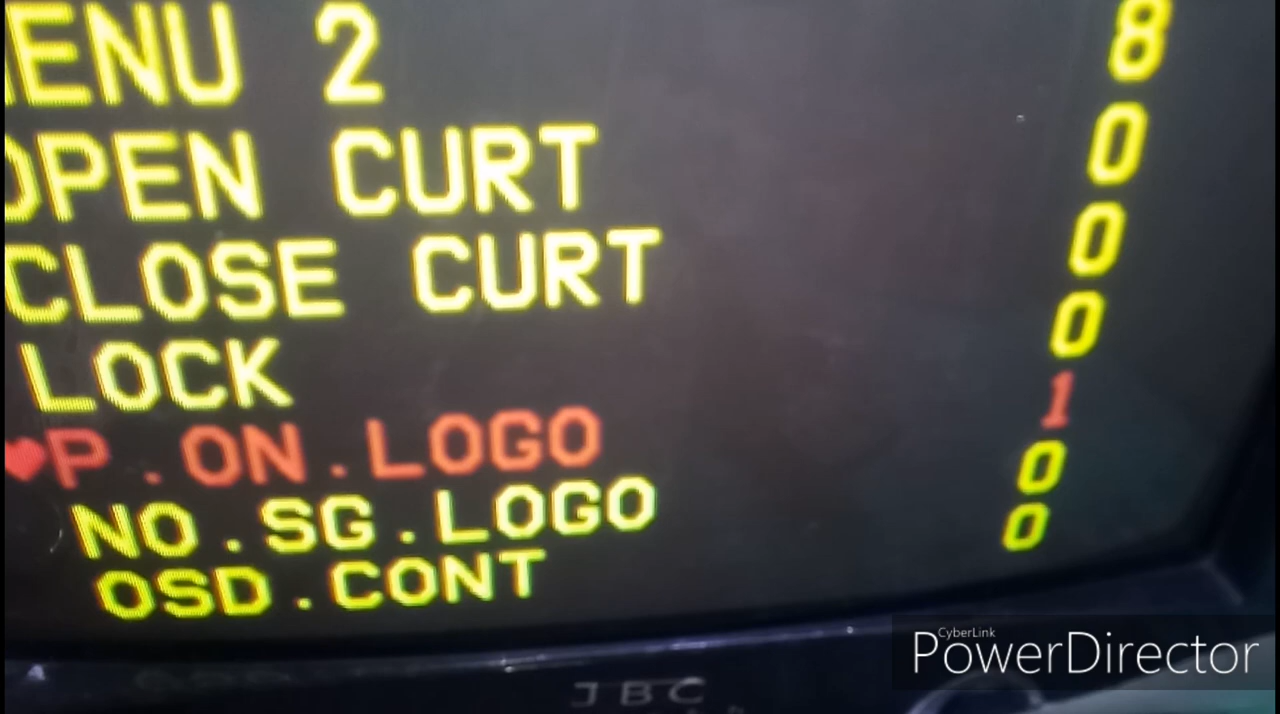 ENU 2 8
OPEN CURT 0
CLOSE CURT 0
LOCK 0
P.ON.LOGO 1
NO.SG.LOGO 0
OSD.CONT 0
JBC
CyberLink
PowerDirector